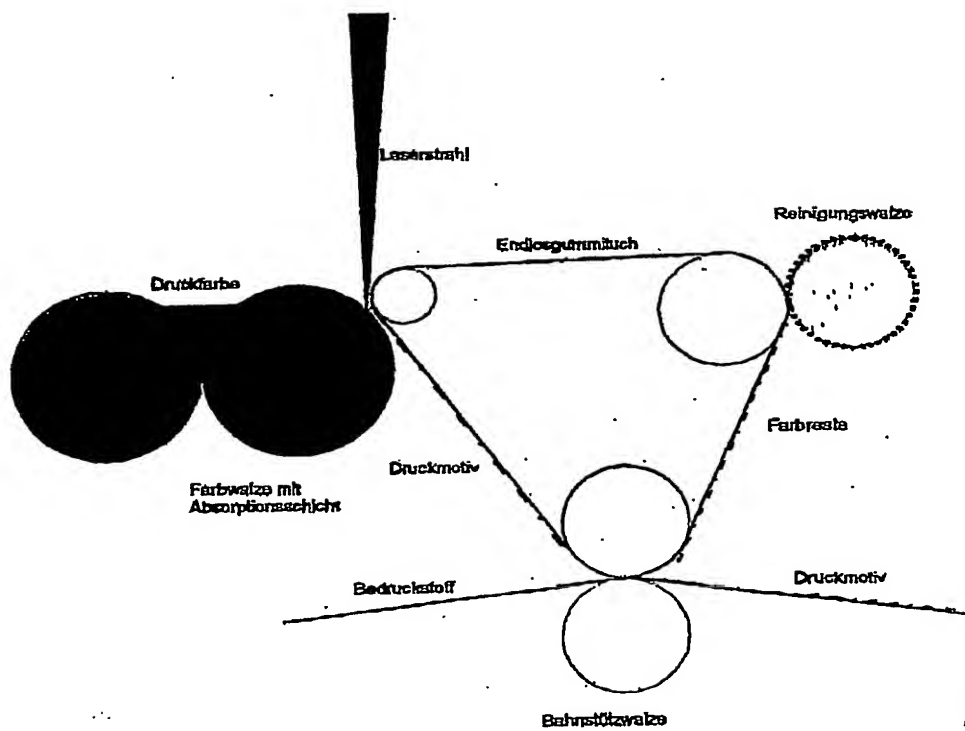 Laserstrahl
Reinigungswalze
Endlosgummituch
Druckfarbe
Farbreste
Druckmotiv
Farbwalze mit
Absorptionsschicht
Bedruckstoff
Druckmotiv
Bahnstützwalze